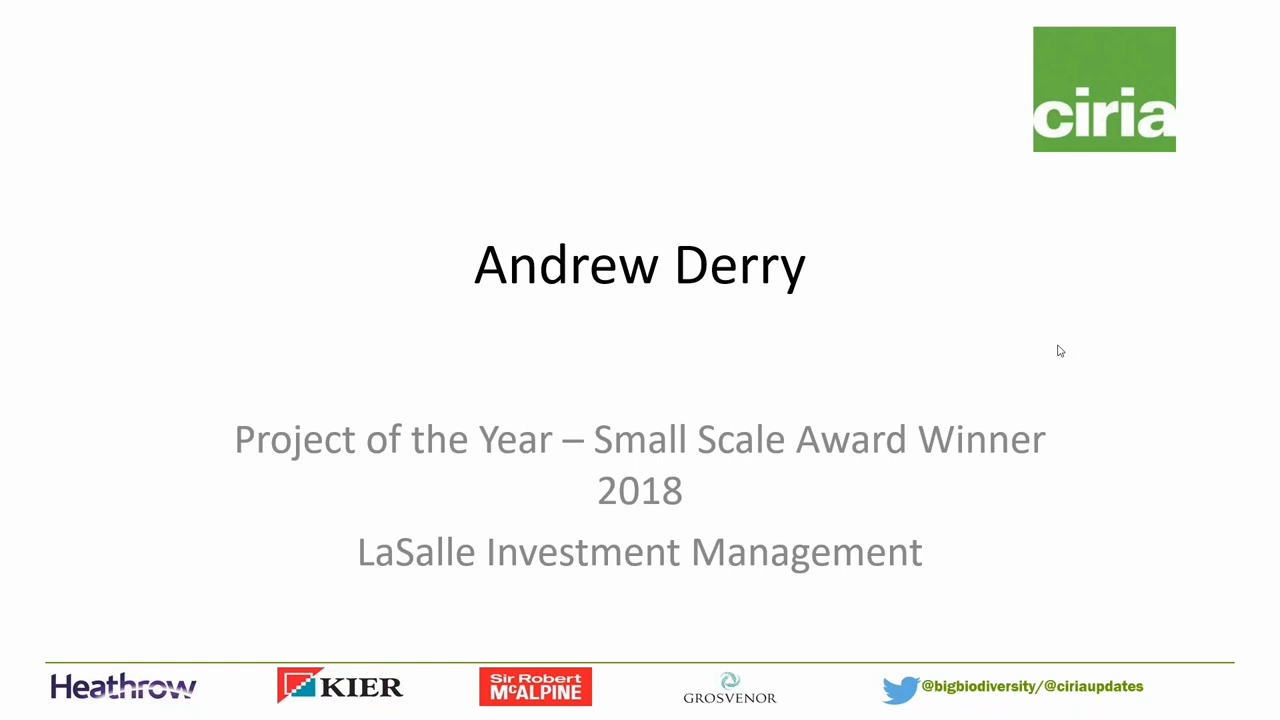 ciria
Andrew Derry
Project of the Year – Small Scale Award Winner
2018
LaSalle Investment Management
Heathrow
KIER
Sir Robert
McALPINE
GROSVENOR
@bigbiodiversity/@ciriaupdates